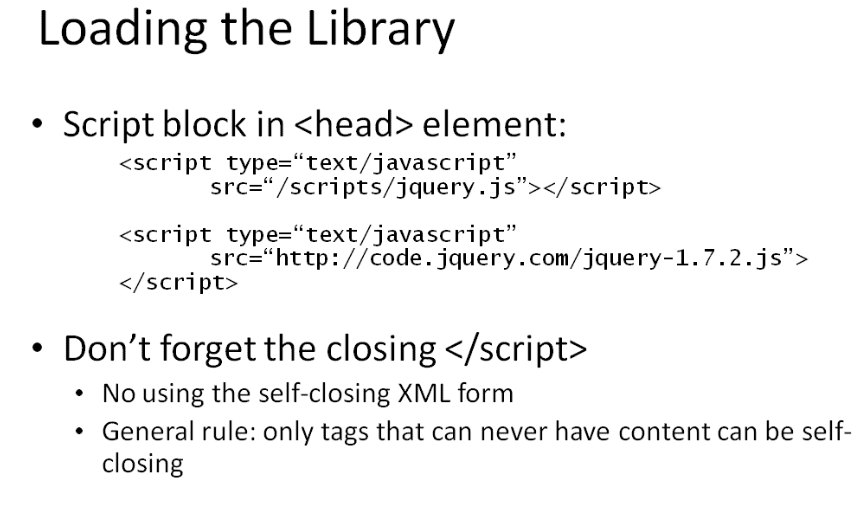 Loading the Library
• Script block in <head> element:
<script type=“text/javascript”
src=“/scripts/jquery.js”></script>
<script type=“text/javascript”
src=“http://code.jquery.com/jquery-1.7.2.js”>
</script>
• Don’t forget the closing </script>
• No using the self-closing XML form
• General rule: only tags that can never have content can be self-
closing